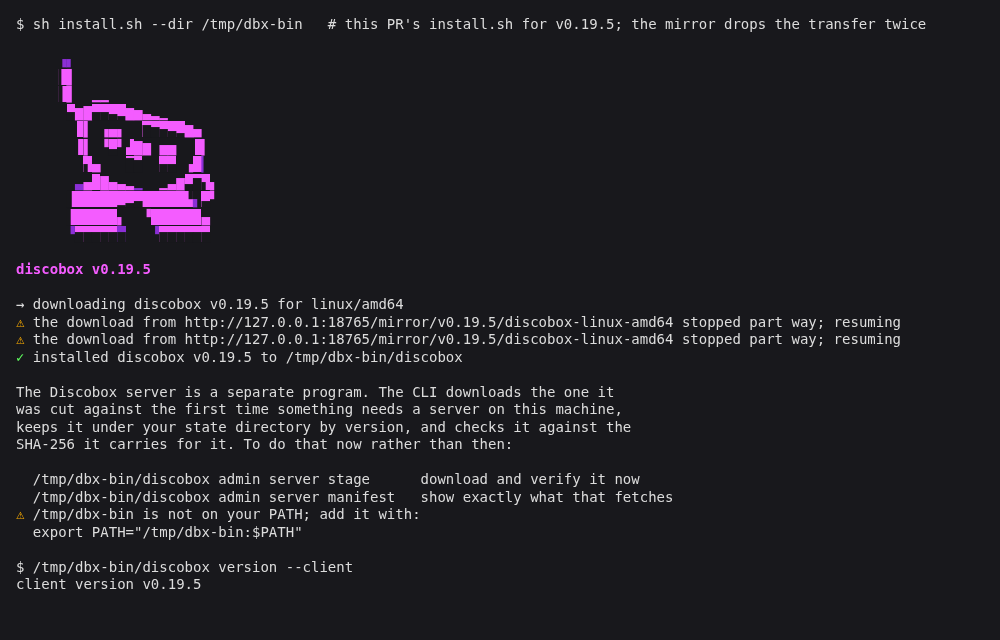 $ sh install.sh --dir /tmp/dbx-bin   # this PR's install.sh for v0.19.5; the mirror drops the transfer twice
discobox v0.19.5
→ downloading discobox v0.19.5 for linux/amd64
⚠ the download from http://127.0.0.1:18765/mirror/v0.19.5/discobox-linux-amd64 stopped part way; resuming
⚠ the download from http://127.0.0.1:18765/mirror/v0.19.5/discobox-linux-amd64 stopped part way; resuming
✓ installed discobox v0.19.5 to /tmp/dbx-bin/discobox
The Discobox server is a separate program. The CLI downloads the one it
was cut against the first time something needs a server on this machine,
keeps it under your state directory by version, and checks it against the
SHA-256 it carries for it. To do that now rather than then:
  /tmp/dbx-bin/discobox admin server stage      download and verify it now
  /tmp/dbx-bin/discobox admin server manifest   show exactly what that fetches
⚠ /tmp/dbx-bin is not on your PATH; add it with:
  export PATH="/tmp/dbx-bin:$PATH"
$ /tmp/dbx-bin/discobox version --client
client version v0.19.5